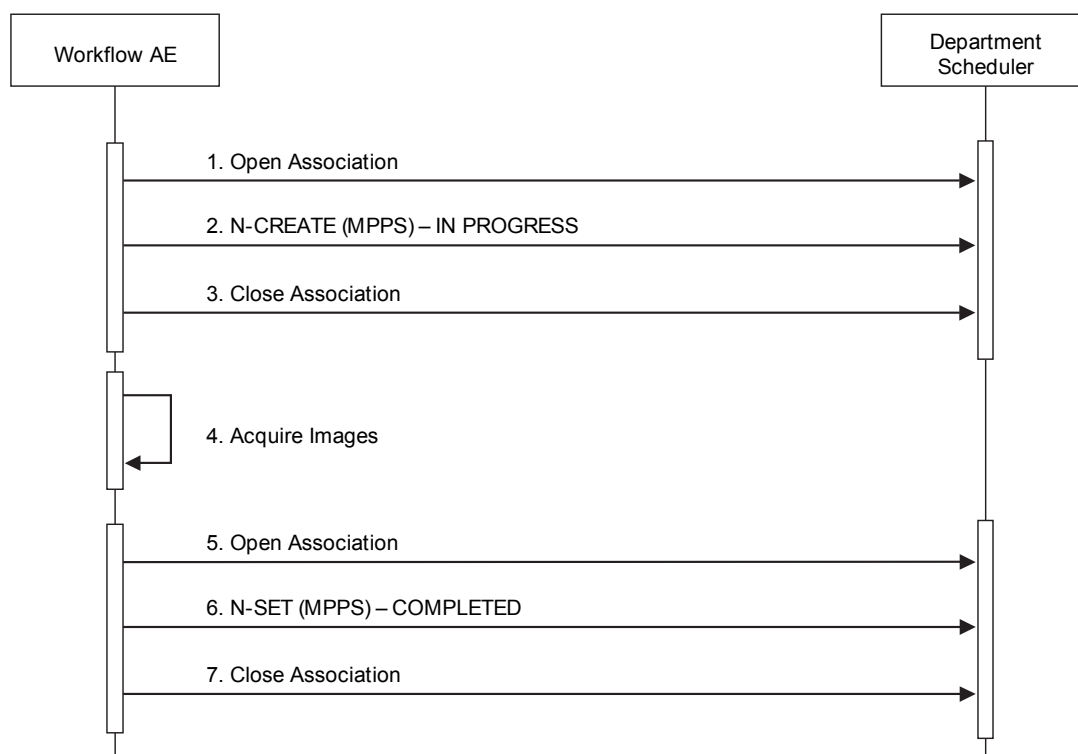 Workflow AE
Department
Scheduler
1. Open Association
2. N-CREATE (MPPS) – IN PROGRESS
3. Close Association
4. Acquire Images
5. Open Association
6. N-SET (MPPS) – COMPLETED
7. Close Association